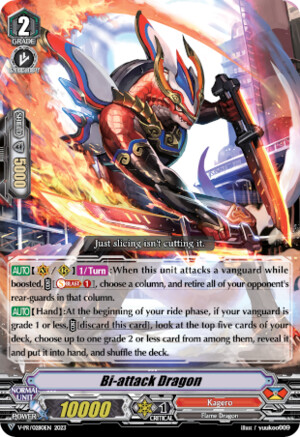 2
GRADE
5000
Just slicing isn't cutting it.
AUTO [ / ] 1/Turn :When this unit attacks a vanguard while
boosted, [ BLAST 1 ], choose a column, and retire all of your opponent's
rear-guards in that column.
AUTO [Hand]:At the beginning of your ride phase, if your vanguard is
grade 1 or less, [discard this card], look at the top five cards of your
deck, choose up to one grade 2 or less card from among them, reveal it
and put it into hand, and shuffle the deck.
NORMAL UNIT
Bi-attack Dragon
POWER 10000
1 CRITICAL
Kagero
Flame Dragon
V-PR/0280EN 2023
illus / yuukoo009